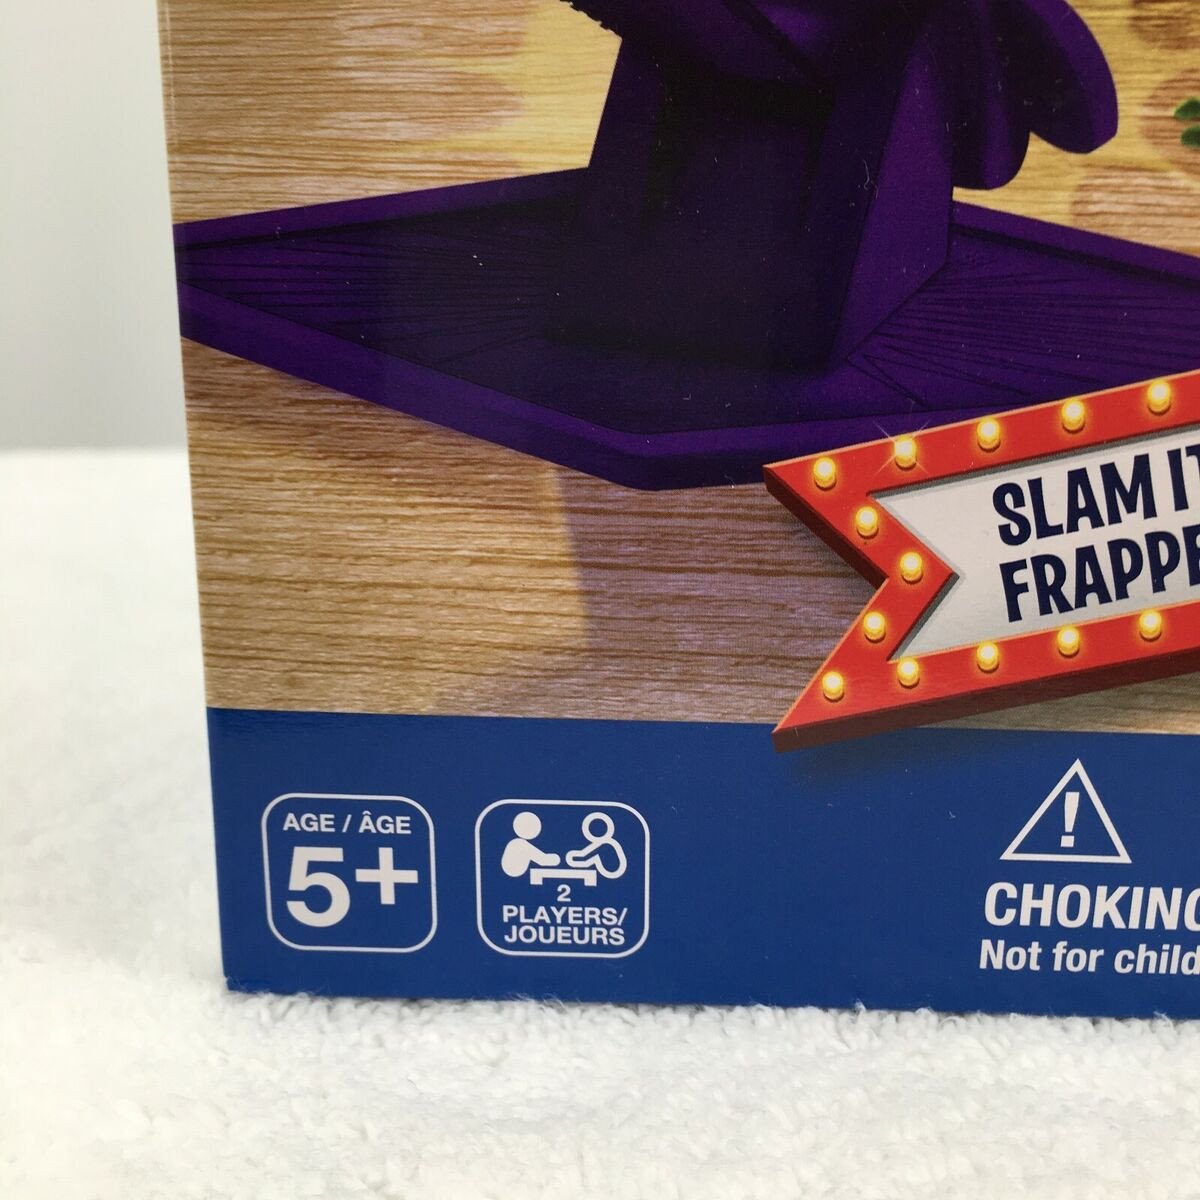 SLAM IT
FRAPPE
AGE / ÂGE
5+
2
PLAYERS/
JOUEURS
!
CHOKING
Not for child